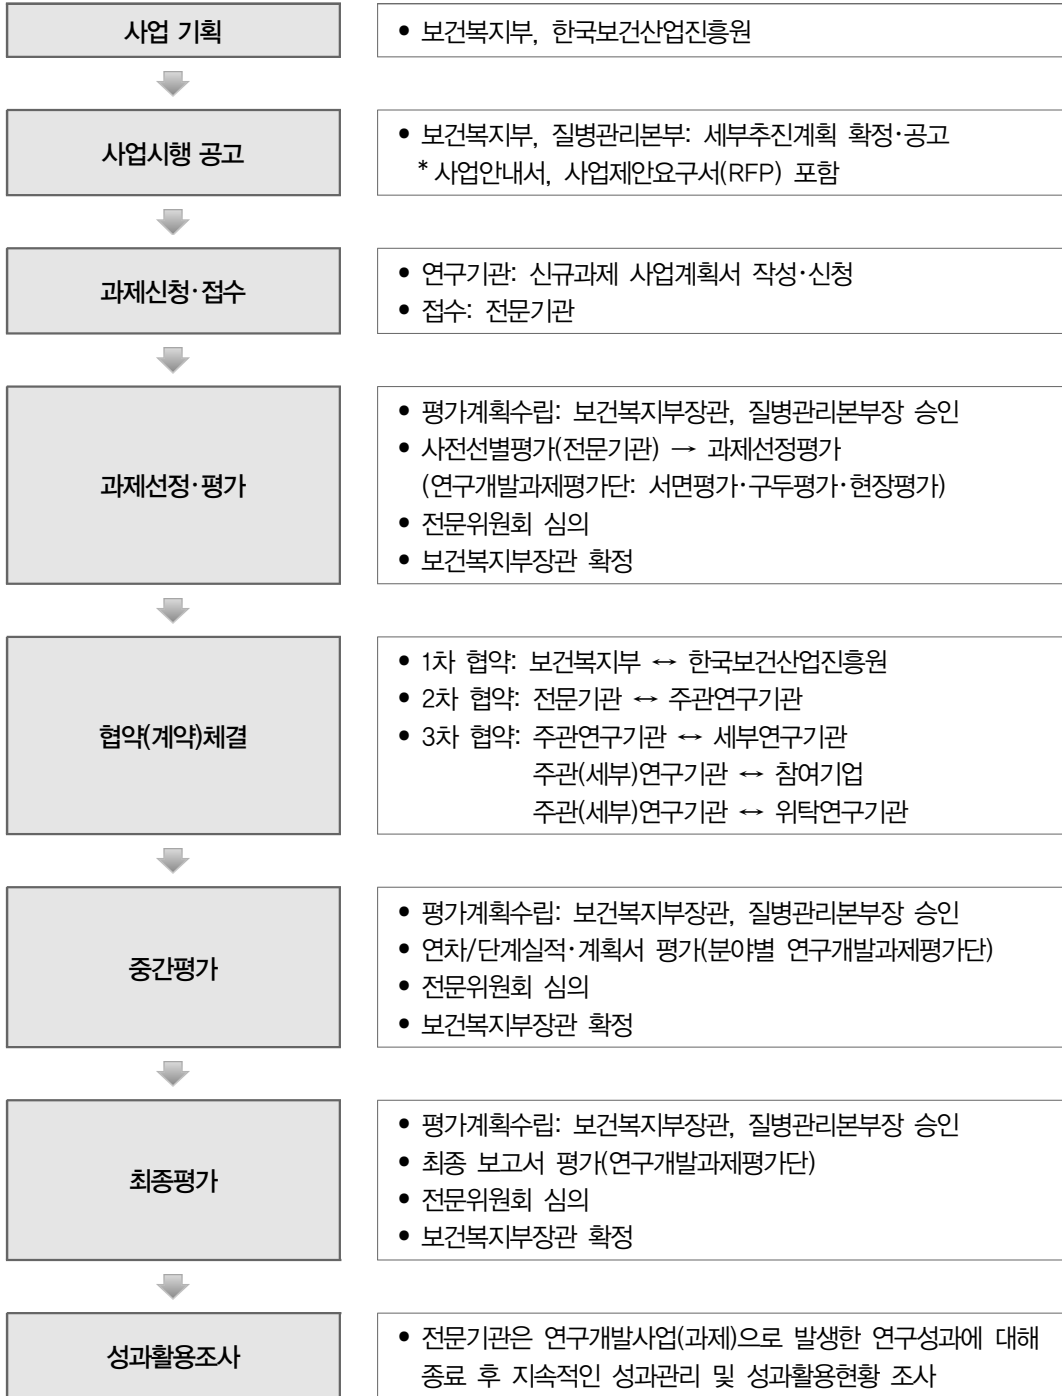 사업 기획
• 보건복지부, 한국보건산업진흥원
사업시행 공고
• 보건복지부, 질병관리본부: 세부추진계획 확정·공고
* 사업안내서, 사업제안요구서(RFP) 포함
과제신청·접수
• 연구기관: 신규과제 사업계획서 작성·신청
• 접수: 전문기관
과제선정·평가
• 평가계획수립: 보건복지부장관, 질병관리본부장 승인
• 사전선별평가(전문기관) → 과제선정평가
(연구개발과제평가단: 서면평가·구두평가·현장평가)
• 전문위원회 심의
• 보건복지부장관 확정
협약(계약)체결
• 1차 협약: 보건복지부 ↔ 한국보건산업진흥원
• 2차 협약: 전문기관 ↔ 주관연구기관
• 3차 협약: 주관연구기관 ↔ 세부연구기관
주관(세부)연구기관 ↔ 참여기업
주관(세부)연구기관 ↔ 위탁연구기관
중간평가
• 평가계획수립: 보건복지부장관, 질병관리본부장 승인
• 연차/단계실적·계획서 평가(분야별 연구개발과제평가단)
• 전문위원회 심의
• 보건복지부장관 확정
최종평가
• 평가계획수립: 보건복지부장관, 질병관리본부장 승인
• 최종 보고서 평가(연구개발과제평가단)
• 전문위원회 심의
• 보건복지부장관 확정
성과활용조사
• 전문기관은 연구개발사업(과제)으로 발생한 연구성과에 대해
종료 후 지속적인 성과관리 및 성과활용현황 조사